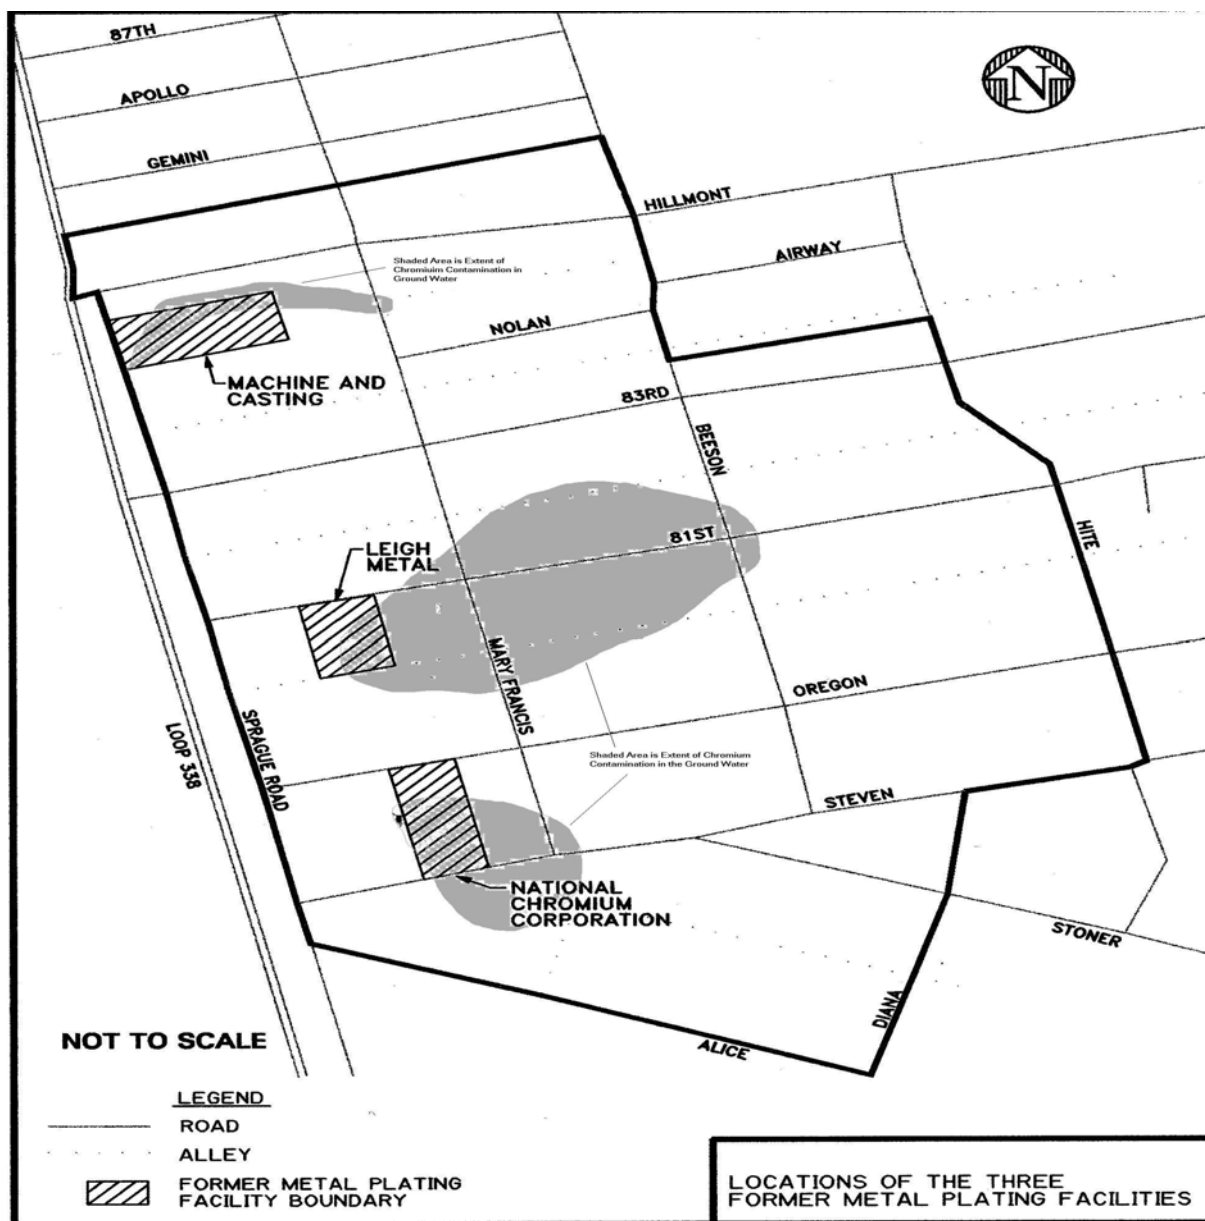 87TH
APOLLO
GEMINI
N
HILLMONT
AIRWAY
Shaded Area is Extent of
Chromiuim Contamination in
Ground Water
NOLAN
MACHINE AND
CASTING
83RD
BEESON
81ST
HITE
LEIGH
METAL
MARY FRANCIS
OREGON
SPRAGUE ROAD
LOOP 338
Shaded Area is Extent of Chromium
Contamination in the Ground Water
STEVEN
NATIONAL
CHROMIUM
CORPORATION
STONER
DIANA
ALICE
NOT TO SCALE
LEGEND
ROAD
ALLEY
FORMER METAL PLATING
FACILITY BOUNDARY
LOCATIONS OF THE THREE
FORMER METAL PLATING FACILITIES